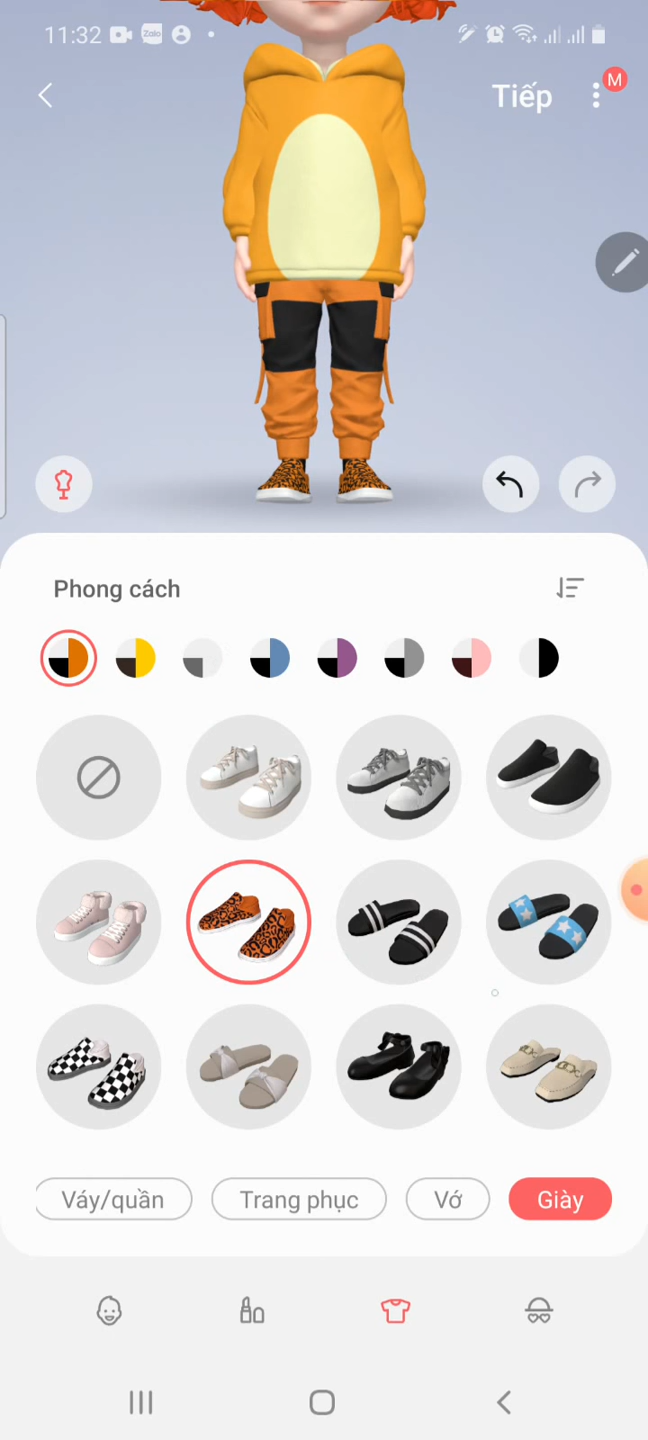 11:32
Zalo
Tiếp
M
Phong cách
Váy/quần
Trang phục
Vớ
Giày